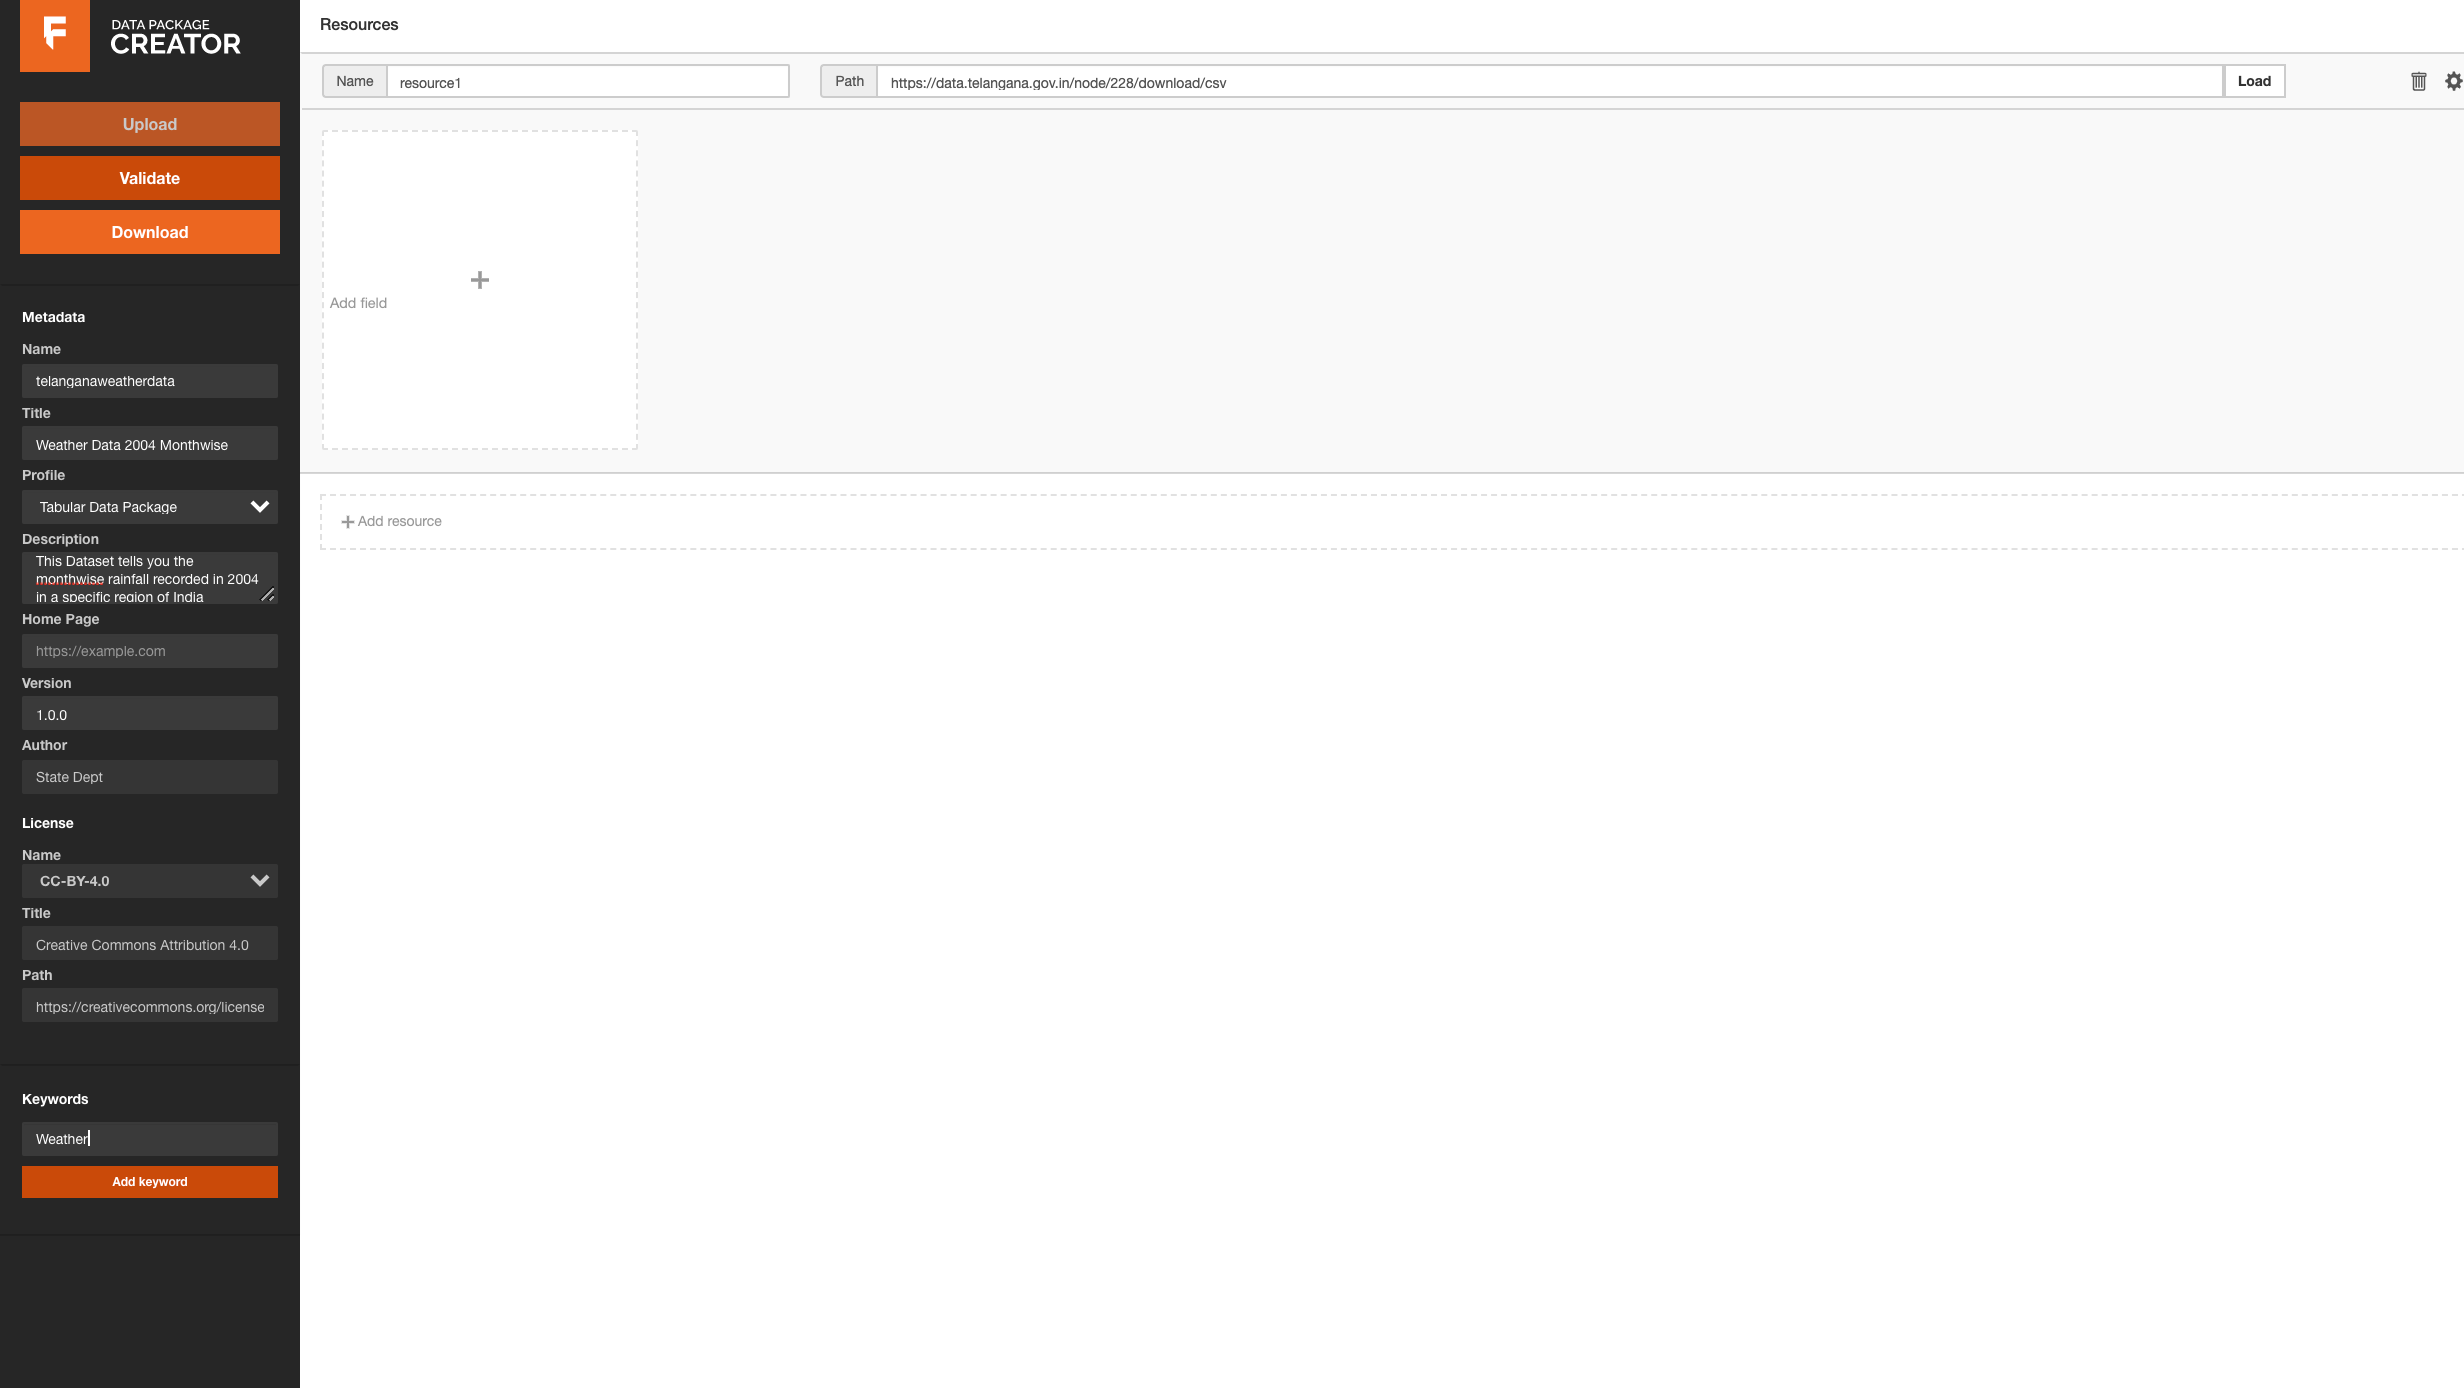 DATA PACKAGE
CREATOR
Upload
Validate
Download
Metadata
Name
telanganaweatherdata
Title
Weather Data 2004 Monthwise
Profile
Tabular Data Package
Description
This Dataset tells you the
monthwise rainfall recorded in 2004
in a specific region of India
Home Page
https://example.com
Version
1.0.0
Author
State Dept
License
Name
CC-BY-4.0
Title
Creative Commons Attribution 4.0
Path
https://creativecommons.org/license
Keywords
Weather
Add keyword
Resources
Name resource1 Path https://data.telangana.gov.in/node/228/download/csv Load
Add field
Add resource